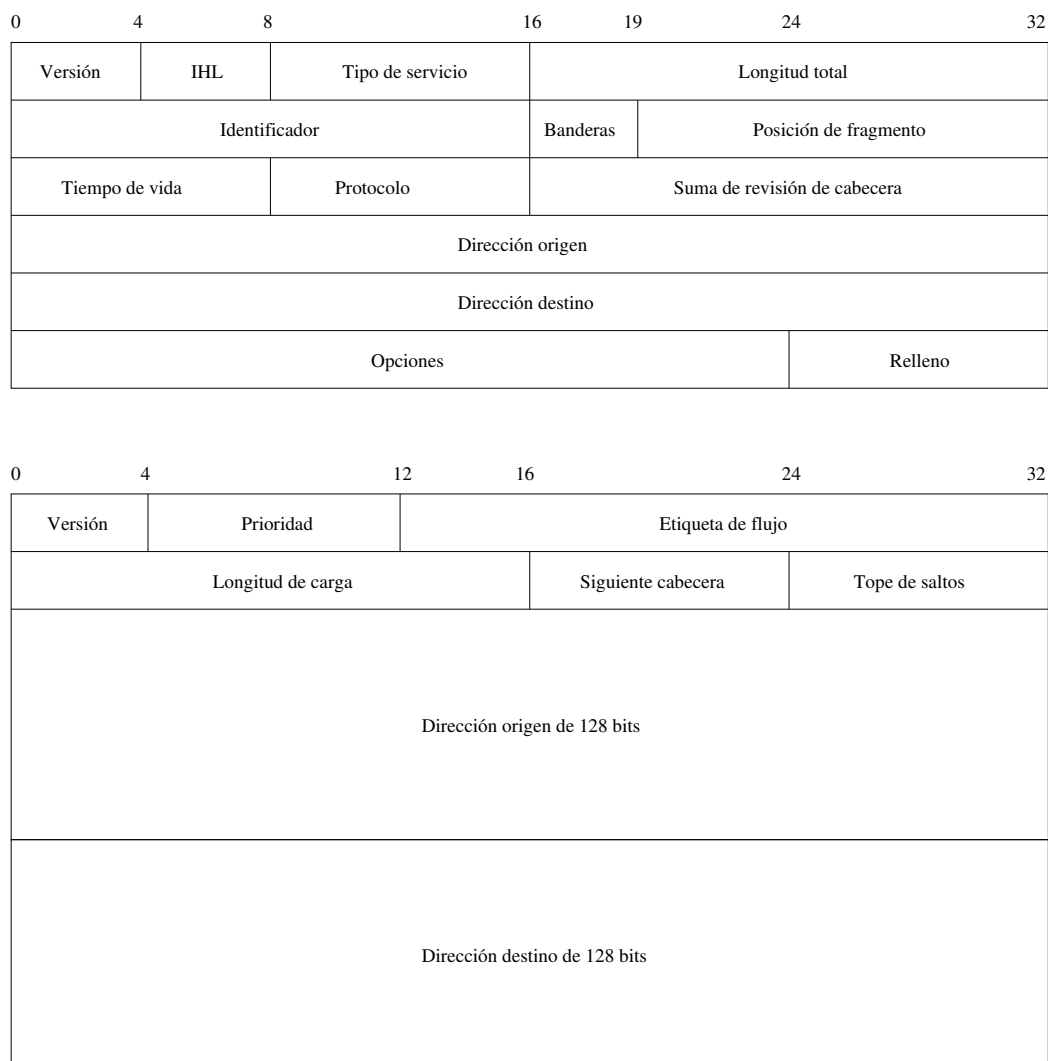 0 4 8 16 19 24 32
Versión IHL Tipo de servicio Longitud total
Identificador Banderas Posición de fragmento
Tiempo de vida Protocolo Suma de revisión de cabecera
Dirección origen
Dirección destino
Opciones Relleno
0 4 12 16 24 32
Versión Prioridad Etiqueta de flujo
Longitud de carga Siguiente cabecera Tope de saltos
Dirección origen de 128 bits
Dirección destino de 128 bits